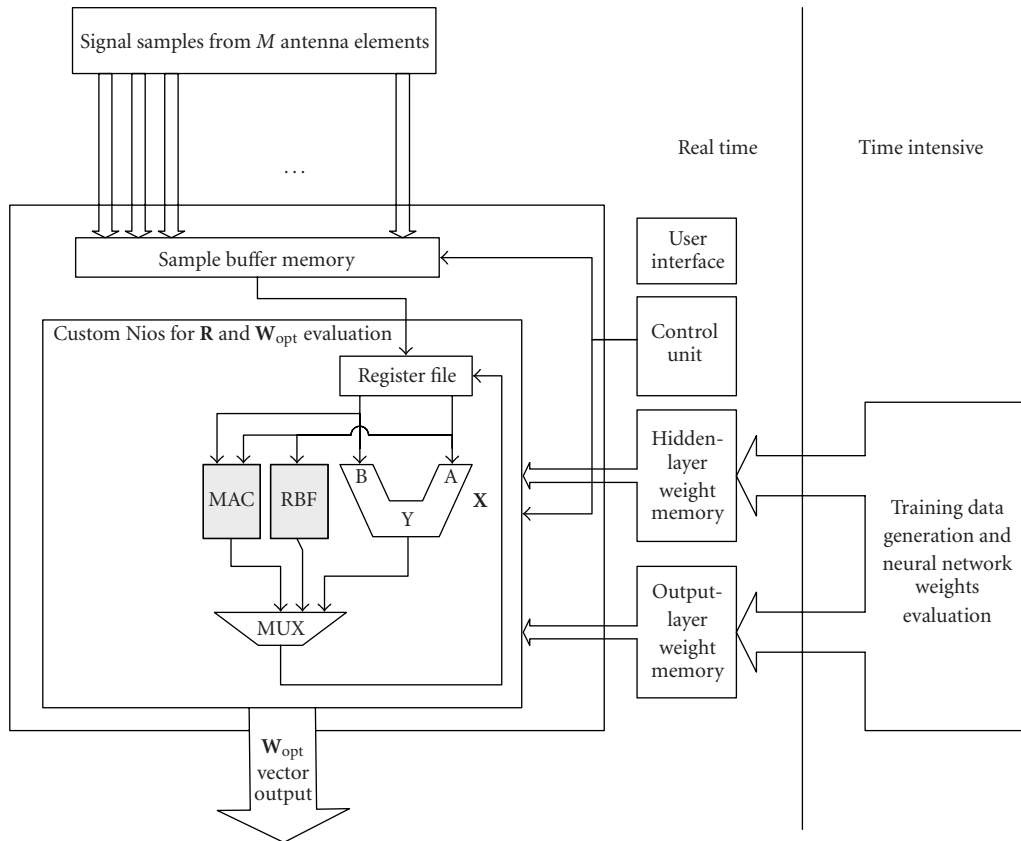 Signal samples from M antenna elements
...
Real time
Time intensive
Sample buffer memory
User
interface
Custom Nios for R and Wopt evaluation
Control
unit
Register file
MAC
RBF
B
A
Y
X
Hidden-
layer
weight
memory
Training data
generation and
neural network
weights
evaluation
MUX
Output-
layer
weight
memory
Wopt
vector
output